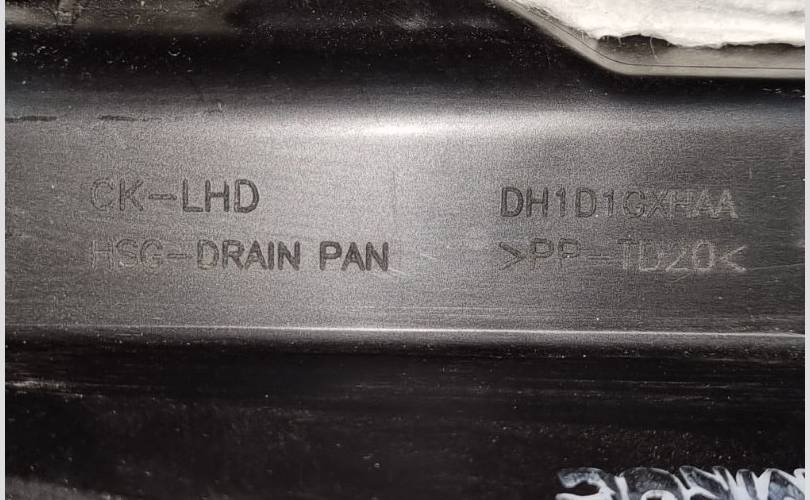 CK-LHD
HSG-DRAIN PAN
DH1D1GXHAA
>PP-TD20<